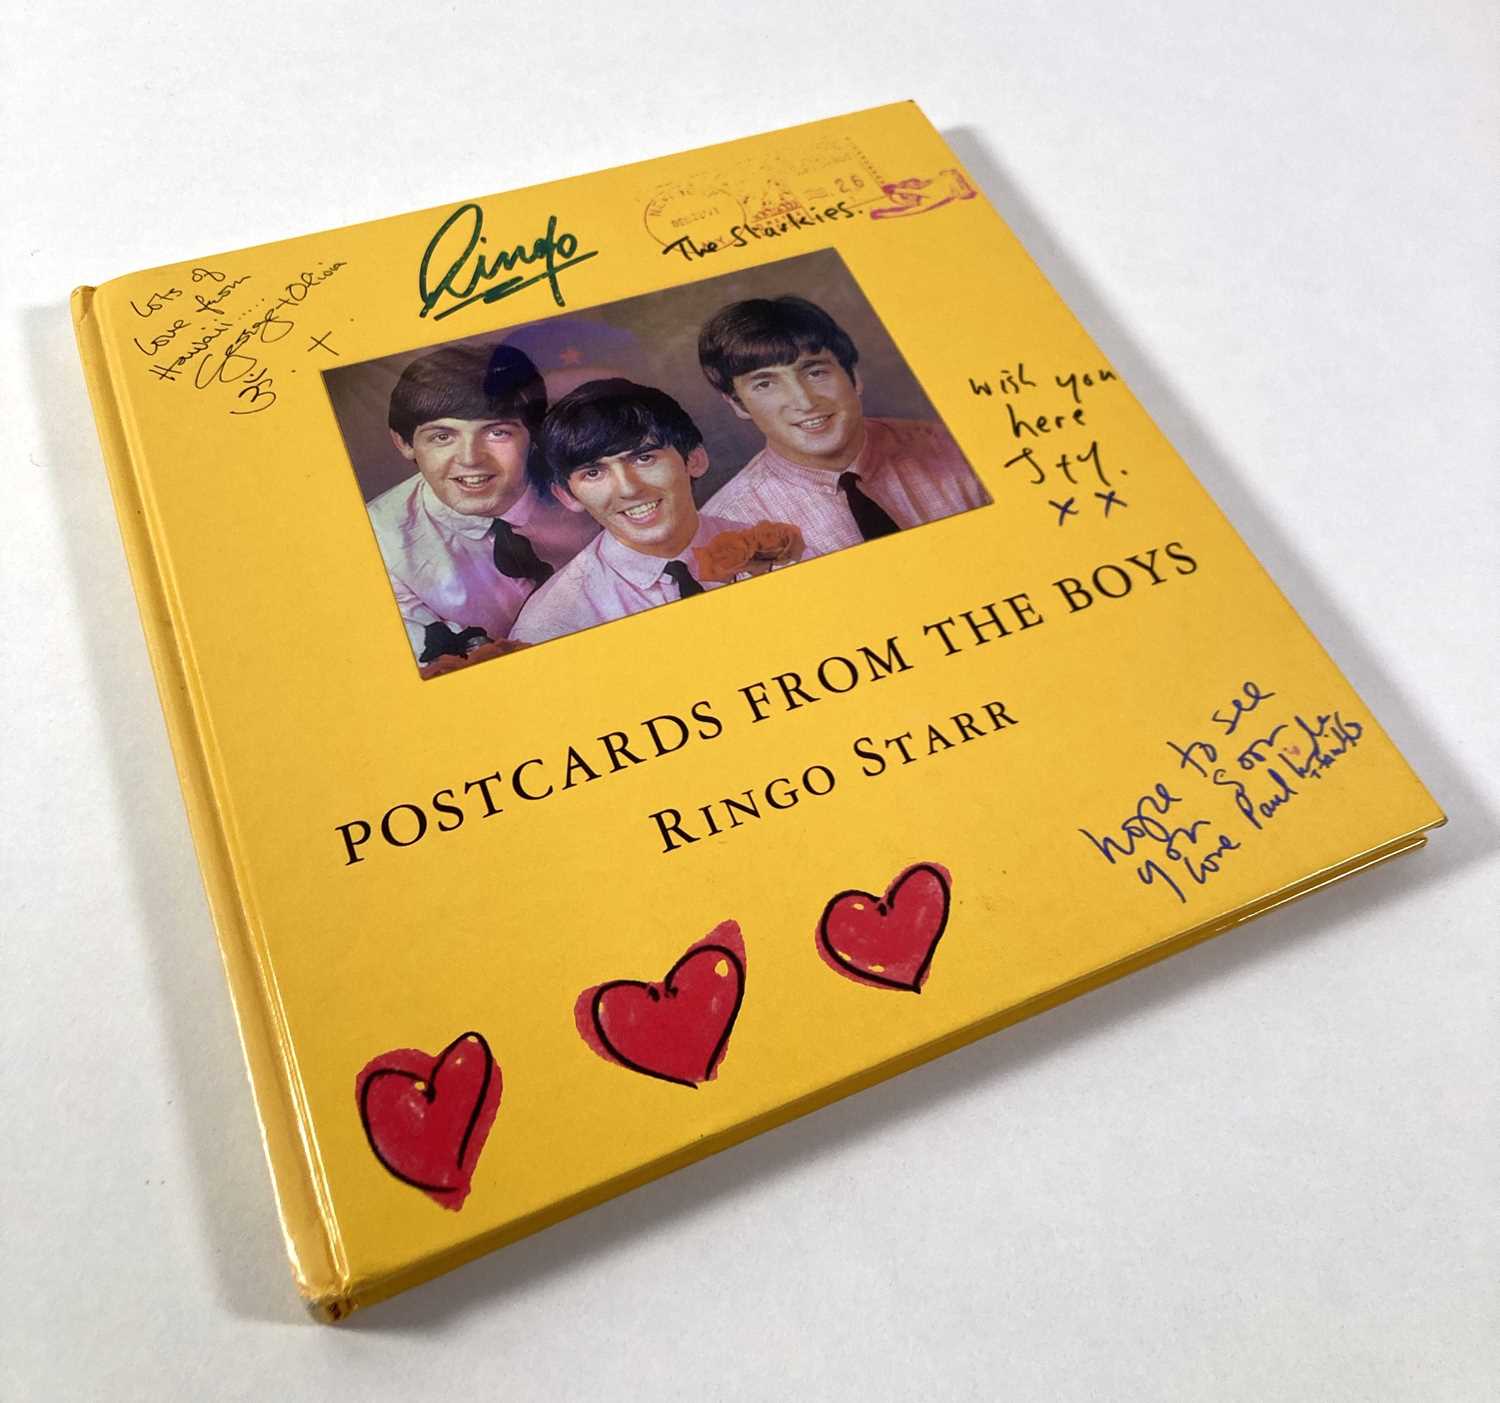 Lots of
Love from
Hawaii......
George + Olivia
Ringo
The Starkies.
26
wish you
here
J + Y.
x x
POSTCARDS FROM THE BOYS
RINGO STARR
hope to see
you soon
love Paul